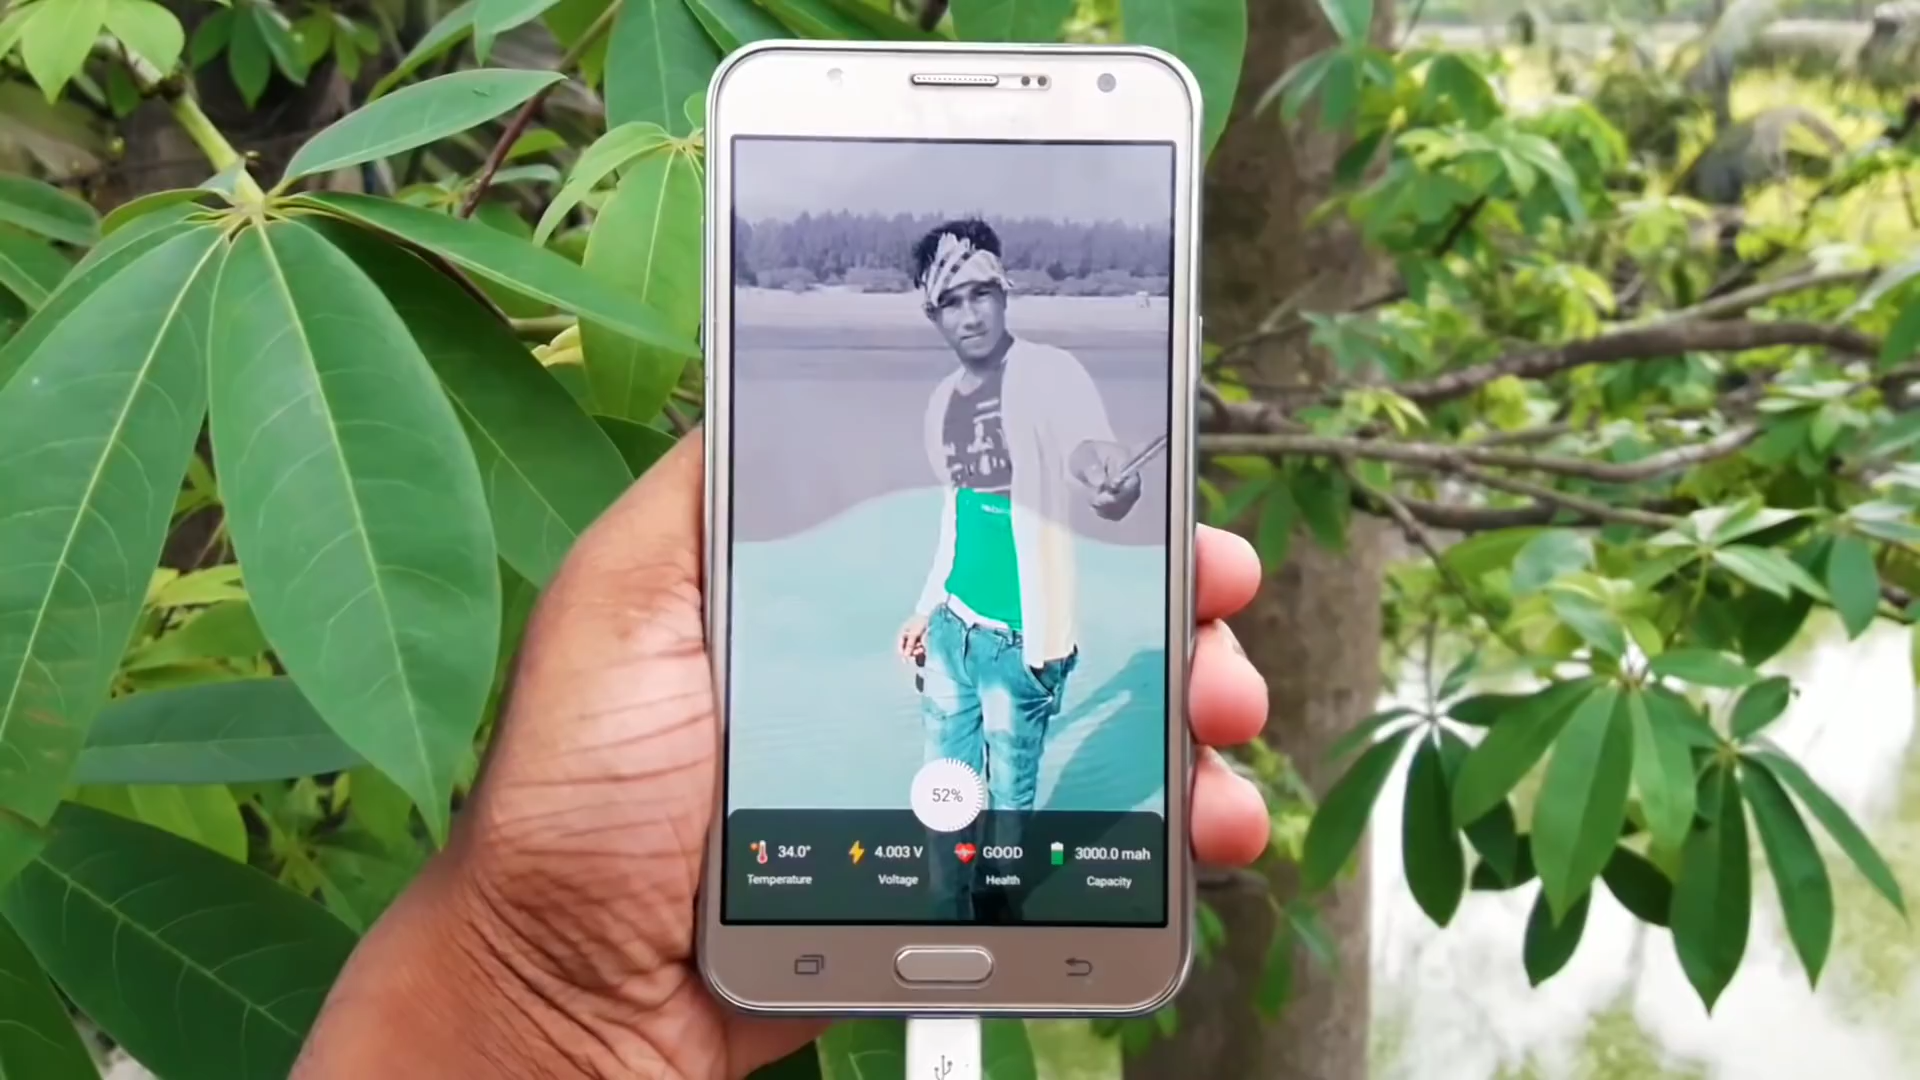 52%
34.0° 4.003 V GOOD 3000.0 mah
Temperature Voltage Health Capacity